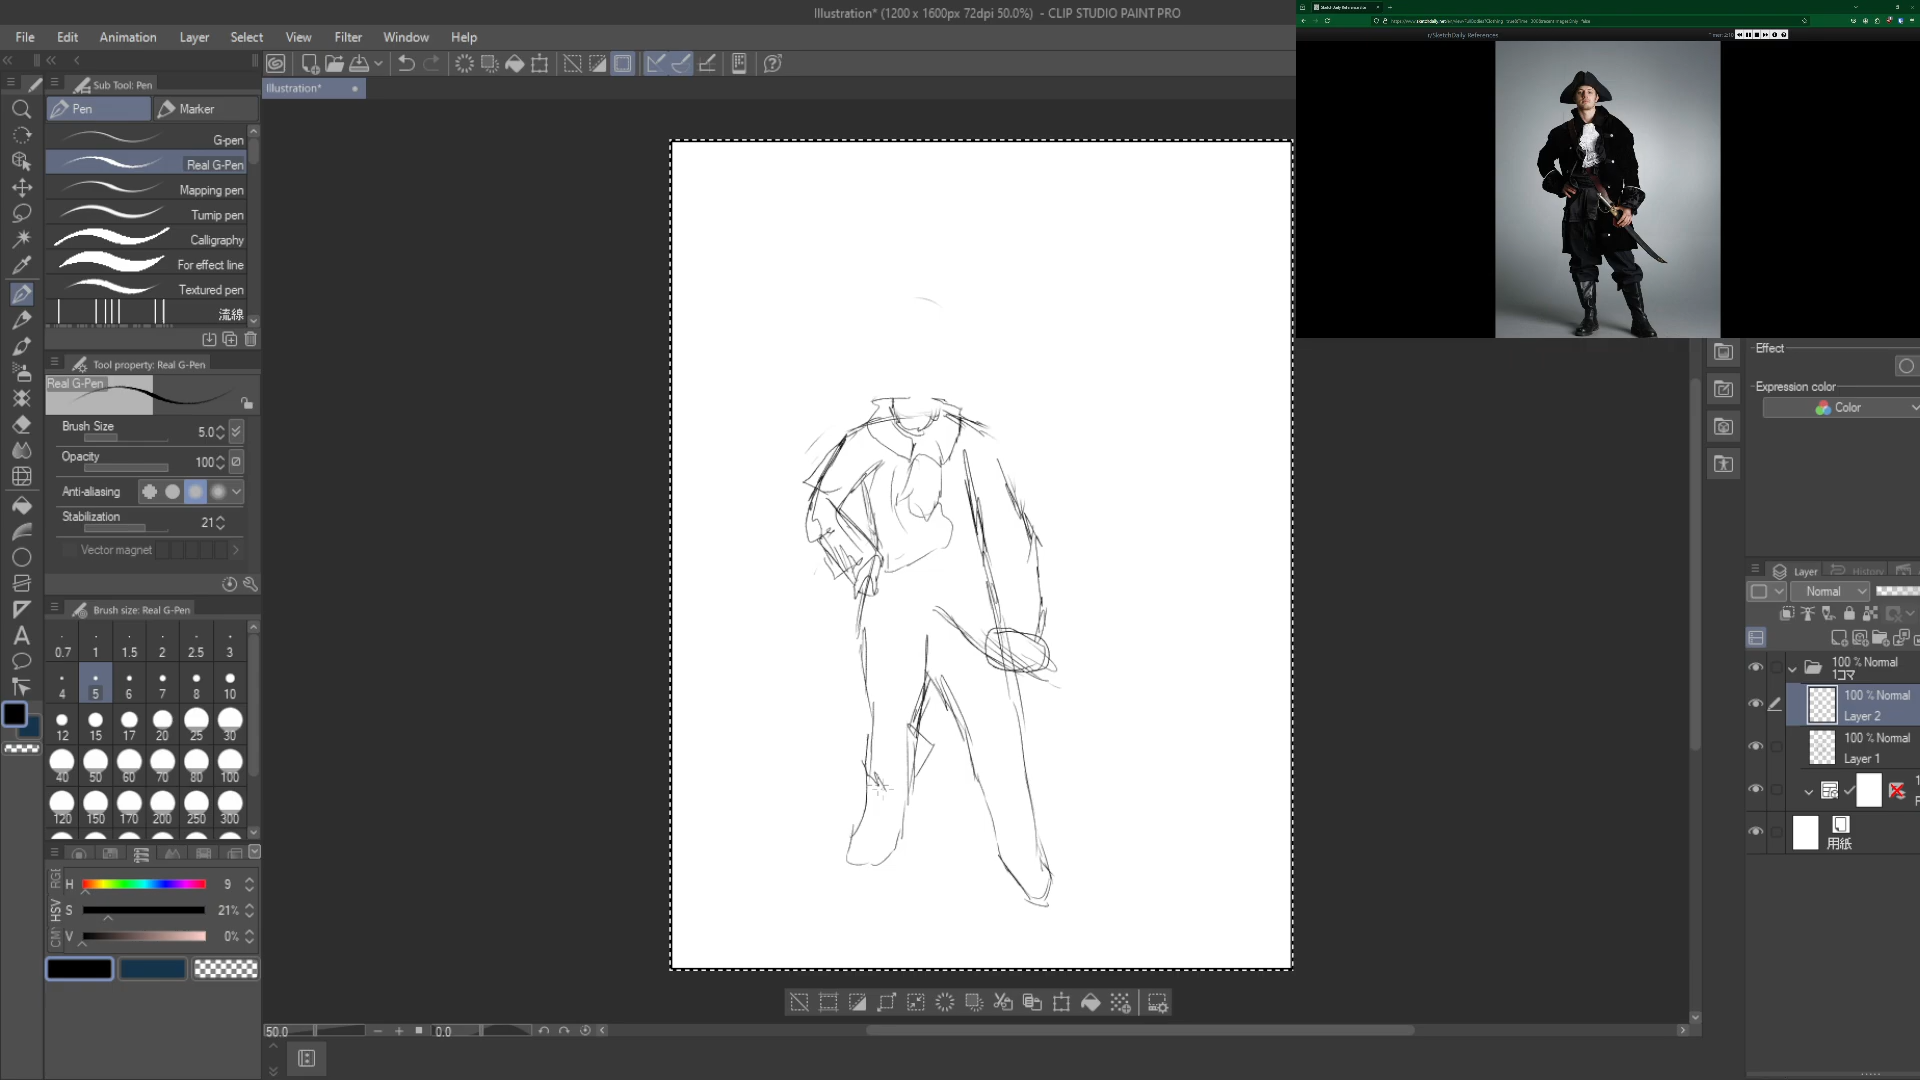 Illustration* (1200 x 1600px 72dpi 50.0%) - CLIP STUDIO PAINT PRO
File Edit Animation Layer Select View Filter Window Help
r/SketchDaily References
Sub Tool: Pen
Illustration*
Pen
Marker
G-pen
Real G-Pen
Mapping pen
Turnip pen
Calligraphy
For effect line
Textured pen
流線
Tool property: Real G-Pen
Real G-Pen
Brush Size 5.0
Opacity 100
Anti-aliasing
Stabilization 21
Vector magnet
Brush size: Real G-Pen
0.7 1 1.5 2 2.5 3
4 5 6 7 8 10
12 15 17 20 25 30
40 50 60 70 80 100
120 150 170 200 250 300
RGB
HSV
H 9
S 21%
V 0%
50.0
0.0
Effect
Expression color
Color
Layer
History
Normal
100 % Normal
1コマ
100 % Normal
Layer 2
100 % Normal
Layer 1
用紙